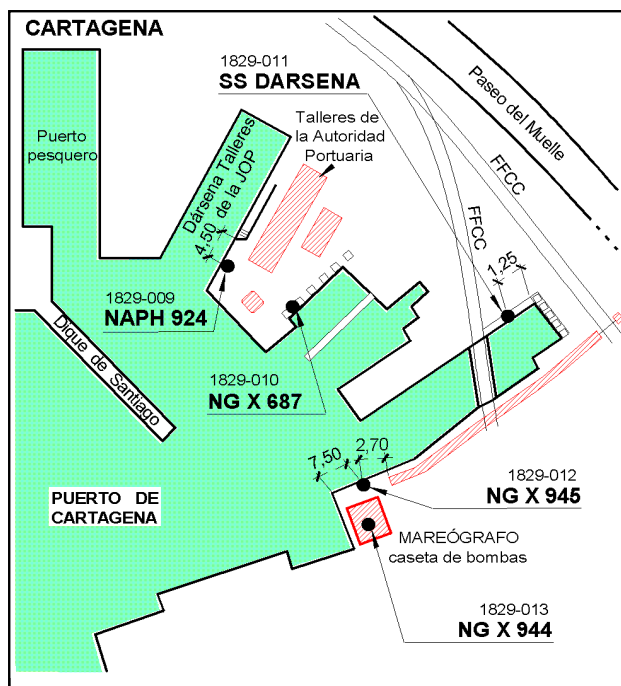 CARTAGENA
1829-011
SS DARSENA
Paseo del Muelle
FFCC
FFCC
Talleres de
la Autoridad
Portuaria
Puerto
pesquero
Dársena Talleres
de la JOP
4,50
1,25
1829-009
NAPH 924
1829-010
NG X 687
Dique de Santiago
7,50
2,70
1829-012
NG X 945
PUERTO DE
CARTAGENA
MAREÓGRAFO
caseta de bombas
1829-013
NG X 944